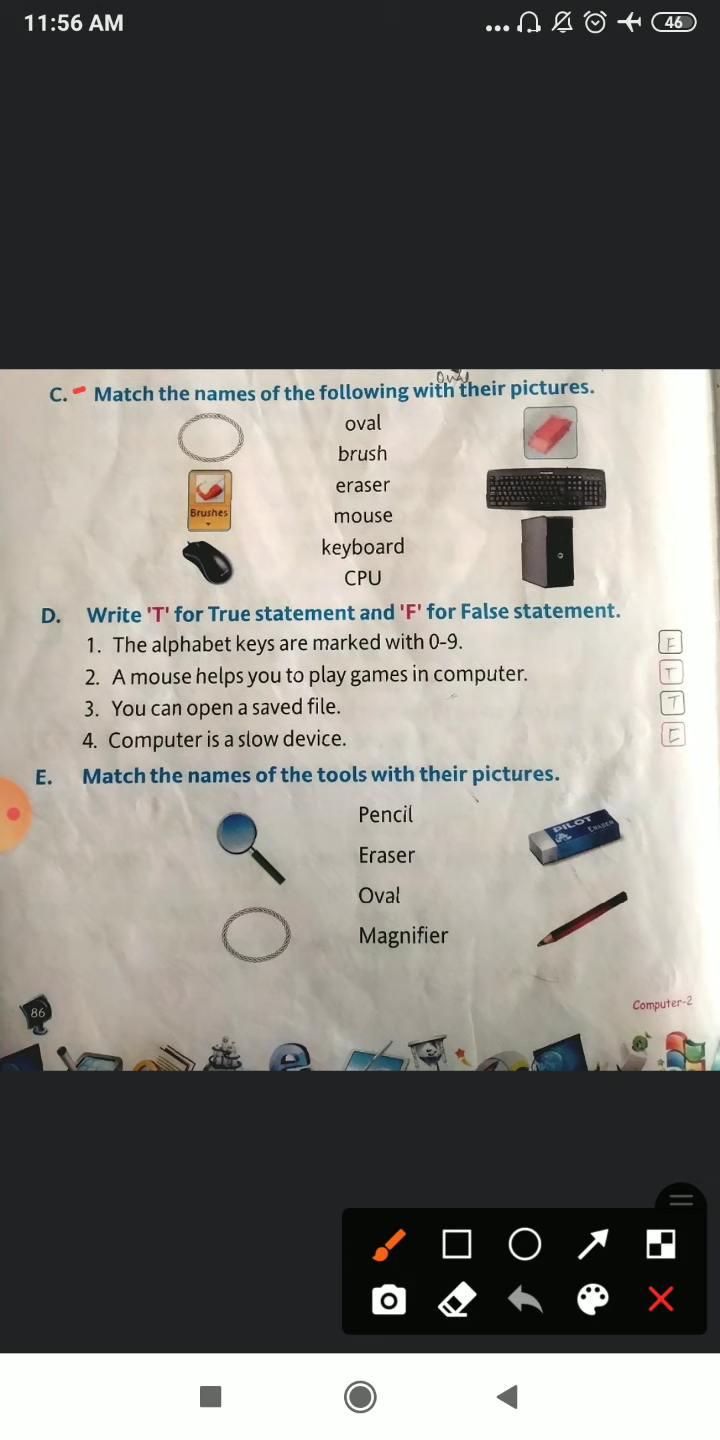 11:56 AM
46
Oval
C. Match the names of the following with their pictures.
oval
brush
eraser
Brushes
mouse
keyboard
CPU
D. Write 'T' for True statement and 'F' for False statement.
1. The alphabet keys are marked with 0-9. F
2. A mouse helps you to play games in computer. T
3. You can open a saved file. T
4. Computer is a slow device.
E. Match the names of the tools with their pictures.
Pencil
PILOT ERASER
Eraser
Oval
Magnifier
Computer-2
86